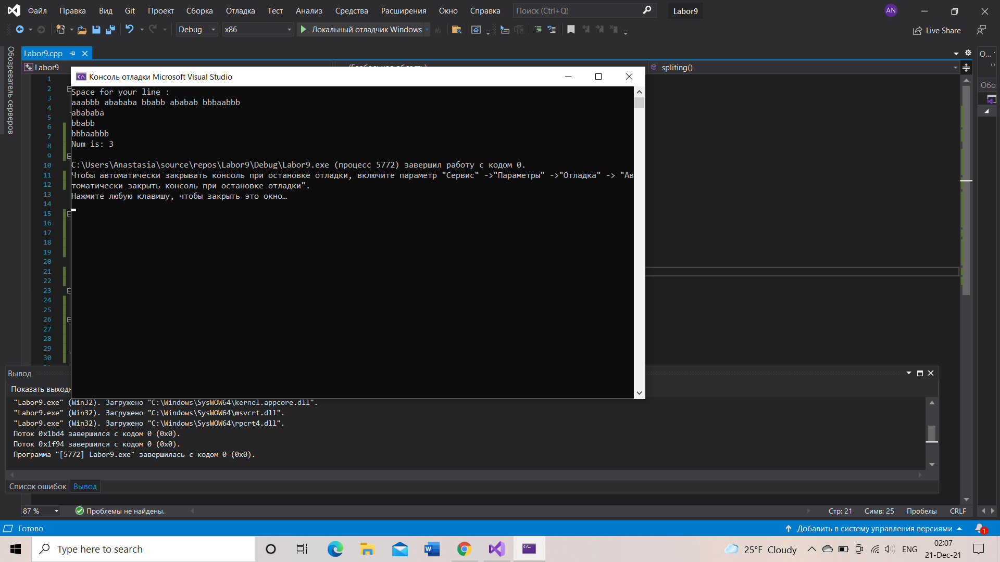 Файл Правка Вид Git Проект Сборка Отладка Тест Анализ Средства Расширения Окно Справка Поиск (Ctrl+Q) Labor9 AN
Debug x86 Локальный отладчик Windows Live Share
Обозреватель серверов
Labor9.cpp О...
Labor9 spliting()
Обо
Консоль отладки Microsoft Visual Studio
Space for your line :
aaabbb abababa bbabb ababab bbbaabbb
abababa
bbabb
bbbaabbb
Num is: 3
C:\Users\Anastasia\source\repos\Labor9\Debug\Labor9.exe (процесс 5772) завершил работу с кодом 0.
Чтобы автоматически закрывать консоль при остановке отладки, включите параметр "Сервис" ->"Параметры" ->"Отладка" -> "Ав
томатически закрыть консоль при остановке отладки".
Нажмите любую клавишу, чтобы закрыть это окно…
1
2
3
4
5
6
7
8
9
10
11
12
13
14
15
16
17
18
19
20
21
22
23
24
25
26
27
28
29
30
Вывод
Показать выходн
"Labor9.exe" (Win32). Загружено "C:\Windows\SysWOW64\kernel.appcore.dll".
"Labor9.exe" (Win32). Загружено "C:\Windows\SysWOW64\msvcrt.dll".
"Labor9.exe" (Win32). Загружено "C:\Windows\SysWOW64\rpcrt4.dll".
Поток 0x1bd4 завершился с кодом 0 (0x0).
Поток 0x1f94 завершился с кодом 0 (0x0).
Программа "[5772] Labor9.exe" завершилась с кодом 0 (0x0).
Список ошибок Вывод
87 % Проблемы не найдены. Стр: 21 Симв: 25 Пробелы CRLF
Готово Добавить в систему управления версиями 1
Type here to search 25°F Cloudy ENG 02:07
21-Dec-21